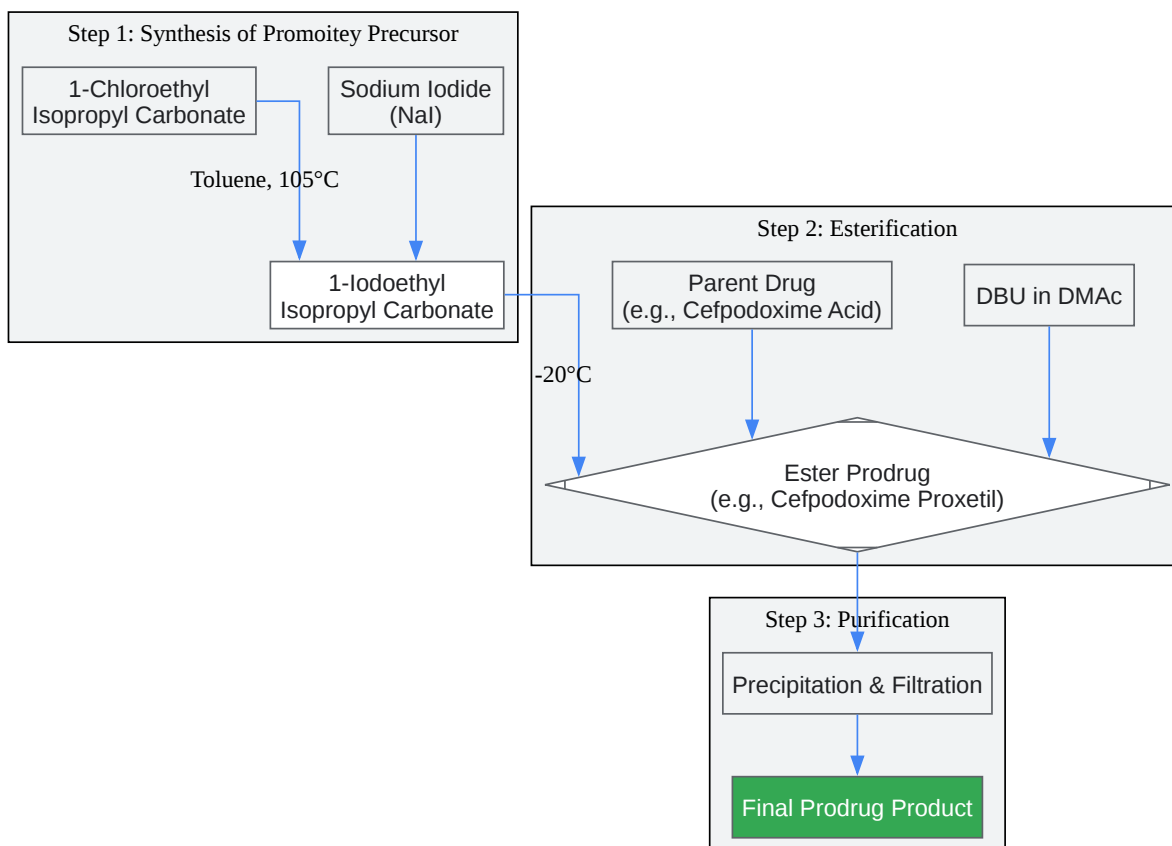 Step 1: Synthesis of Promoitey Precursor
1-Chloroethyl
Isopropyl Carbonate
Sodium Iodide
(NaI)
Toluene, 105°C
1-Iodoethyl
Isopropyl Carbonate
Step 2: Esterification
Parent Drug
(e.g., Cefpodoxime Acid)
DBU in DMAc
-20°C
Ester Prodrug
(e.g., Cefpodoxime Proxetil)
Step 3: Purification
Precipitation & Filtration
Final Prodrug Product